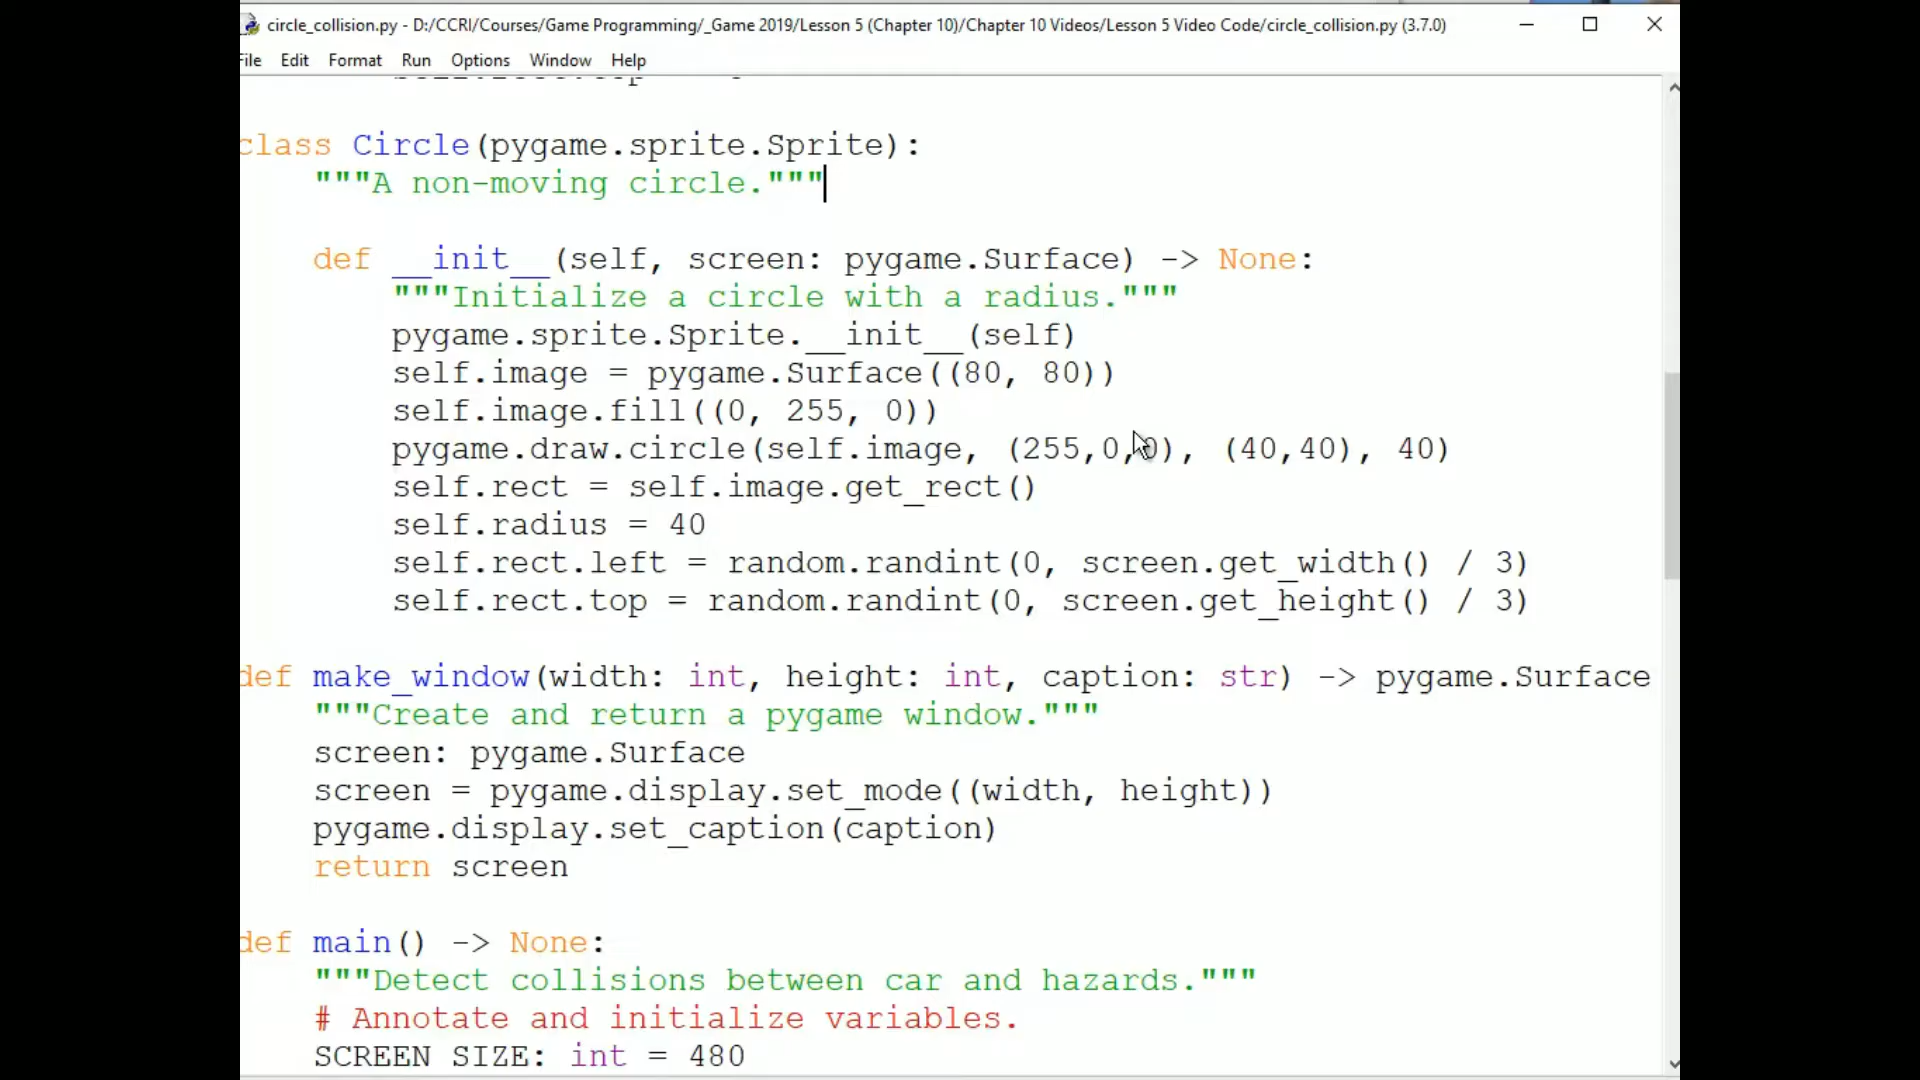 circle_collision.py - D:/CCRI/Courses/Game Programming/_Game 2019/Lesson 5 (Chapter 10)/Chapter 10 Videos/Lesson 5 Video Code/circle_collision.py (3.7.0)
File Edit Format Run Options Window Help
class Circle(pygame.sprite.Sprite):
    """A non-moving circle."""
    def __init__(self, screen: pygame.Surface) -> None:
        """Initialize a circle with a radius."""
        pygame.sprite.Sprite.__init__(self)
        self.image = pygame.Surface((80, 80))
        self.image.fill((0, 255, 0))
        pygame.draw.circle(self.image, (255,0,0), (40,40), 40)
        self.rect = self.image.get_rect()
        self.radius = 40
        self.rect.left = random.randint(0, screen.get_width() / 3)
        self.rect.top = random.randint(0, screen.get_height() / 3)
def make_window(width: int, height: int, caption: str) -> pygame.Surface
    """Create and return a pygame window."""
    screen: pygame.Surface
    screen = pygame.display.set_mode((width, height))
    pygame.display.set_caption(caption)
    return screen
def main() -> None:
    """Detect collisions between car and hazards."""
    # Annotate and initialize variables.
    SCREEN_SIZE: int = 480